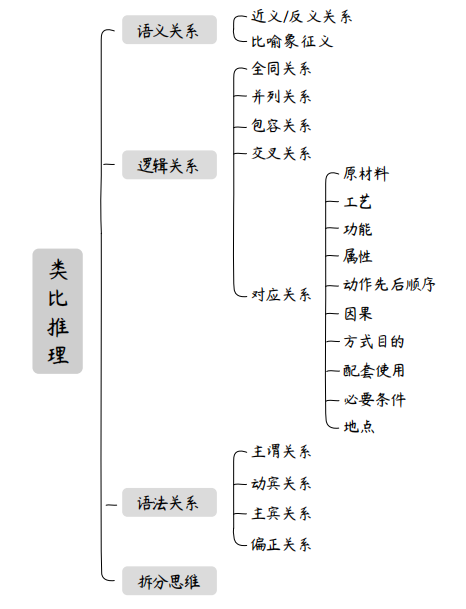 类比推理
语义关系
近义/反义关系
比喻象征义
逻辑关系
全同关系
并列关系
包容关系
交叉关系
对应关系
原材料
工艺
功能
属性
动作先后顺序
因果
方式目的
配套使用
必要条件
地点
语法关系
主谓关系
动宾关系
主宾关系
偏正关系
拆分思维